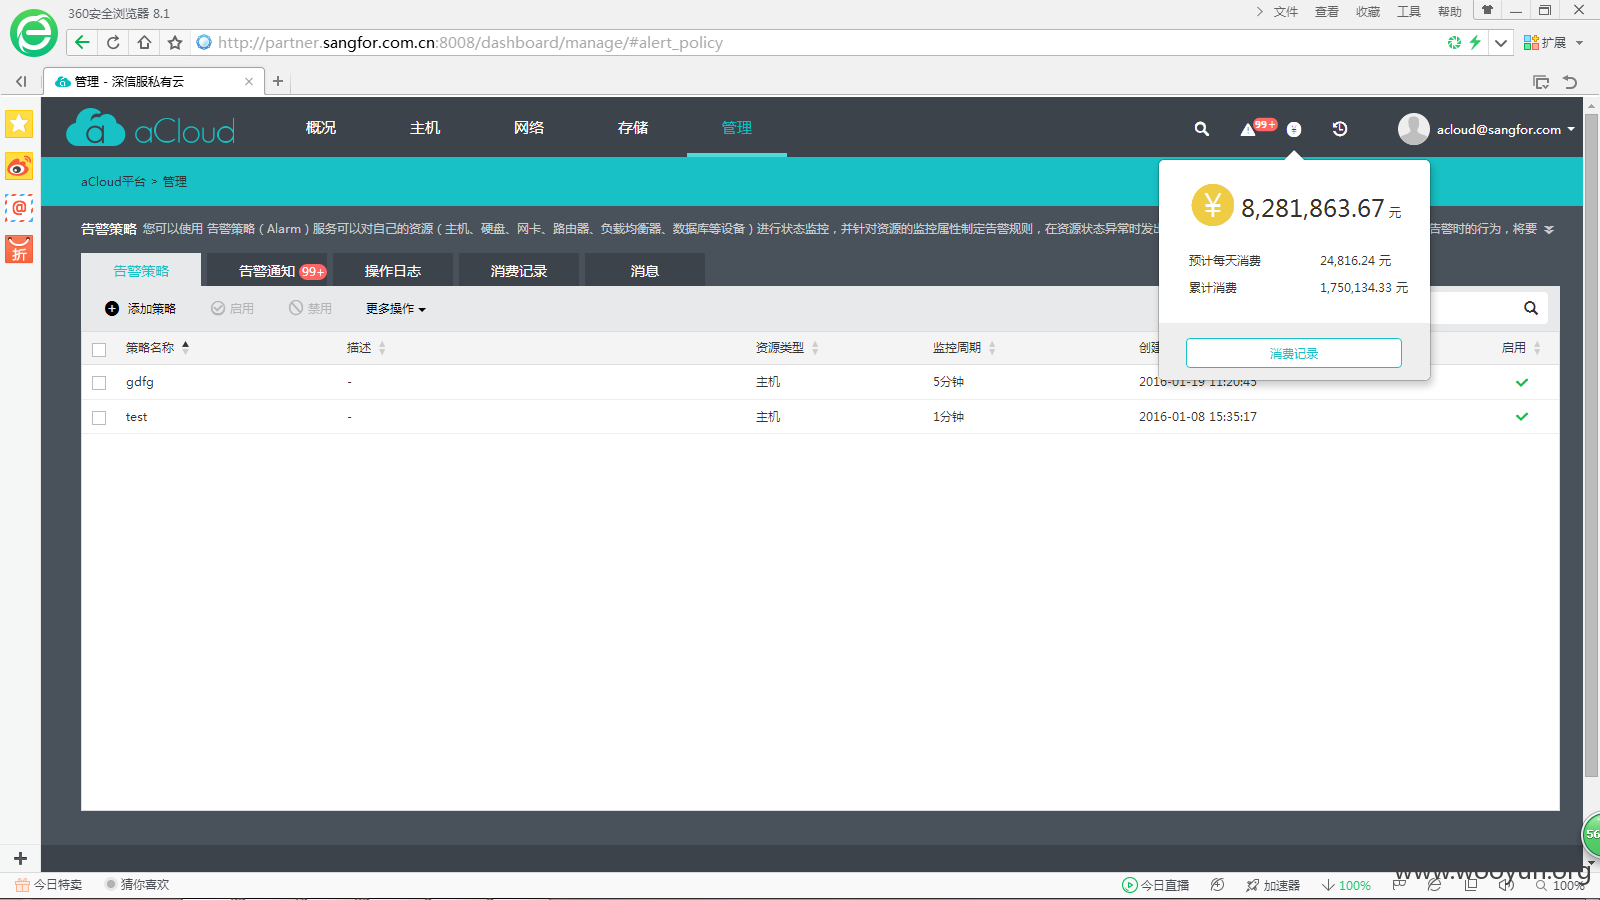 360安全浏览器 8.1
文件 查看 收藏 工具 帮助
http://partner.sangfor.com.cn:8008/dashboard/manage/#alert_policy
扩展
管理 - 深信服私有云
aCloud
概况 主机 网络 存储 管理
99+
acloud@sangfor.com
aCloud平台 > 管理
¥ 8,281,863.67 元
预计每天消费 24,816.24 元
累计消费 1,750,134.33 元
消费记录
告警策略 您可以使用 告警策略（Alarm）服务可以对自己的资源（主机、硬盘、网卡、路由器、负载均衡器、数据库等设备）进行状态监控，并针对资源的监控属性制定告警规则，在资源状态异常时发出
告警时的行为，将要
告警策略 告警通知 99+ 操作日志 消费记录 消息
添加策略 启用 禁用 更多操作
策略名称 描述 资源类型 监控周期 创建 启用
gdfg - 主机 5分钟 2016-01-19 11:20:45
test - 主机 1分钟 2016-01-08 15:35:17
折
56
今日特卖 猜你喜欢
今日直播 加速器 100% 100%
www.wooyun.org